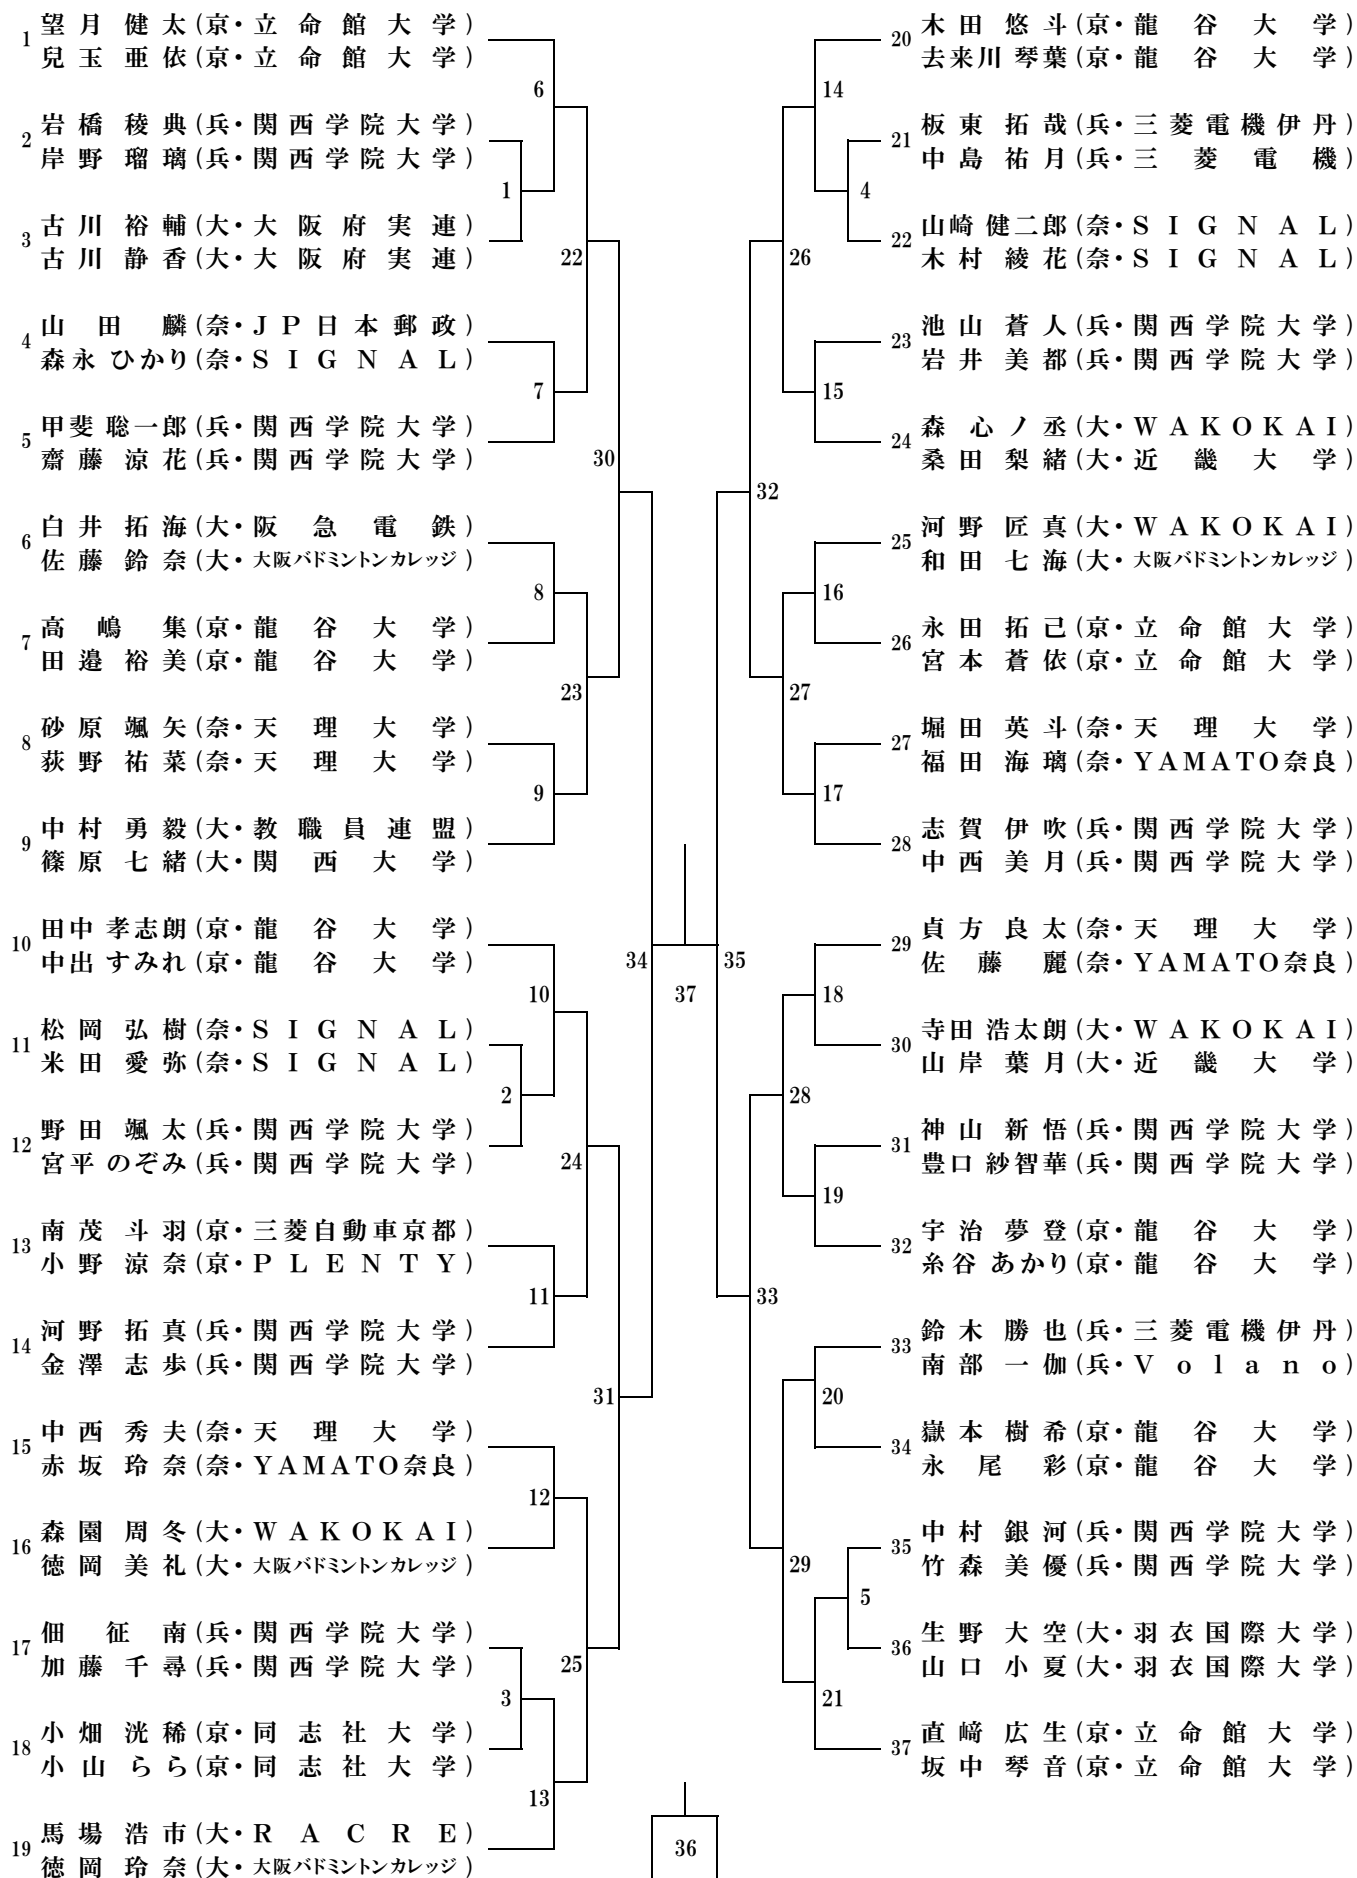 1 望月健太(京・立命館大学)
兒玉亜依(京・立命館大学)
2 岩橋稜典(兵・関西学院大学)
岸野瑠璃(兵・関西学院大学)
3 古川裕輔(大・大阪府実連)
古川静香(大・大阪府実連)
4 山田麟(奈・JP日本郵政)
森永ひかり(奈・SIGNAL)
5 甲斐聡一郎(兵・関西学院大学)
齋藤涼花(兵・関西学院大学)
6 白井拓海(大・阪急電鉄)
佐藤鈴奈(大・大阪バドミントンカレッジ)
7 高嶋集(京・龍谷大学)
田邉裕美(京・龍谷大学)
8 砂原颯矢(奈・天理大学)
荻野祐菜(奈・天理大学)
9 中村勇毅(大・教職員連盟)
篠原七緒(大・関西大学)
10 田中孝志朗(京・龍谷大学)
中出すみれ(京・龍谷大学)
11 松岡弘樹(奈・SIGNAL)
米田愛弥(奈・SIGNAL)
12 野田颯太(兵・関西学院大学)
宮平のぞみ(兵・関西学院大学)
13 南茂斗羽(京・三菱自動車京都)
小野涼奈(京・PLENTY)
14 河野拓真(兵・関西学院大学)
金澤志歩(兵・関西学院大学)
15 中西秀夫(奈・天理大学)
赤坂玲奈(奈・YAMATO奈良)
16 森園周冬(大・WAKOKAI)
徳岡美礼(大・大阪バドミントンカレッジ)
17 佃征南(兵・関西学院大学)
加藤千尋(兵・関西学院大学)
18 小畑洸稀(京・同志社大学)
小山らら(京・同志社大学)
19 馬場浩市(大・RACRE)
徳岡玲奈(大・大阪バドミントンカレッジ)
6
1
22
7
30
8
23
9
34
10
2
24
11
31
12
25
3
13
37
36
35
14
4
26
15
32
16
27
17
18
28
19
33
20
29
5
21
20 木田悠斗(京・龍谷大学)
去来川琴葉(京・龍谷大学)
21 板東拓哉(兵・三菱電機伊丹)
中島祐月(兵・三菱電機)
22 山崎健二郎(奈・SIGNAL)
木村綾花(奈・SIGNAL)
23 池山蒼人(兵・関西学院大学)
岩井美都(兵・関西学院大学)
24 森心ノ丞(大・WAKOKAI)
桑田梨緒(大・近畿大学)
25 河野匠真(大・WAKOKAI)
和田七海(大・大阪バドミントンカレッジ)
26 永田拓己(京・立命館大学)
宮本蒼依(京・立命館大学)
27 堀田英斗(奈・天理大学)
福田海璃(奈・YAMATO奈良)
28 志賀伊吹(兵・関西学院大学)
中西美月(兵・関西学院大学)
29 貞方良太(奈・天理大学)
佐藤麗(奈・YAMATO奈良)
30 寺田浩太朗(大・WAKOKAI)
山岸葉月(大・近畿大学)
31 神山新悟(兵・関西学院大学)
豊口紗智華(兵・関西学院大学)
32 宇治夢登(京・龍谷大学)
糸谷あかり(京・龍谷大学)
33 鈴木勝也(兵・三菱電機伊丹)
南部一伽(兵・Volano)
34 嶽本樹希(京・龍谷大学)
永尾彩(京・龍谷大学)
35 中村銀河(兵・関西学院大学)
竹森美優(兵・関西学院大学)
36 生野大空(大・羽衣国際大学)
山口小夏(大・羽衣国際大学)
37 直﨑広生(京・立命館大学)
坂中琴音(京・立命館大学)